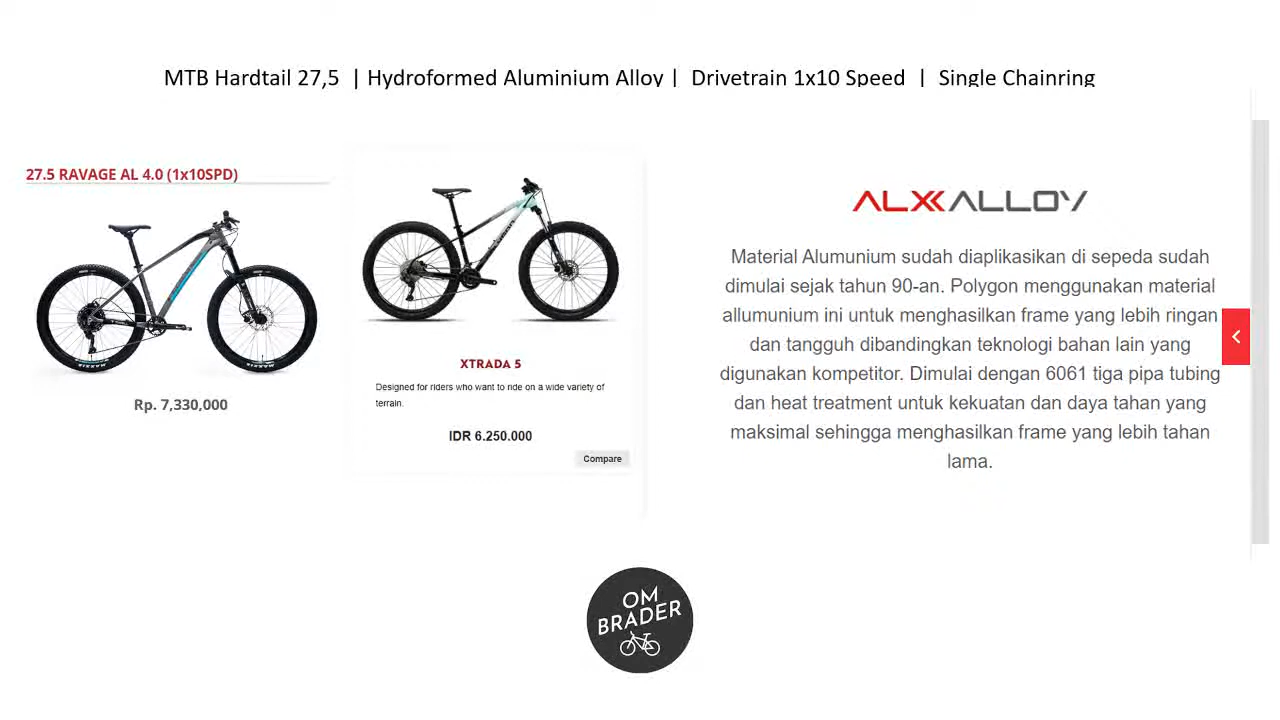 MTB Hardtail 27,5 | Hydroformed Aluminium Alloy | Drivetrain 1x10 Speed | Single Chainring
27.5 RAVAGE AL 4.0 (1x10SPD)
Rp. 7,330,000
XTRADA 5
Designed for riders who want to ride on a wide variety of
terrain.
IDR 6.250.000
Compare
ALX ALLOY
Material Alumunium sudah diaplikasikan di sepeda sudah
dimulai sejak tahun 90-an. Polygon menggunakan material
allumunium ini untuk menghasilkan frame yang lebih ringan
dan tangguh dibandingkan teknologi bahan lain yang
digunakan kompetitor. Dimulai dengan 6061 tiga pipa tubing
dan heat treatment untuk kekuatan dan daya tahan yang
maksimal sehingga menghasilkan frame yang lebih tahan
lama.
OM
BRADER